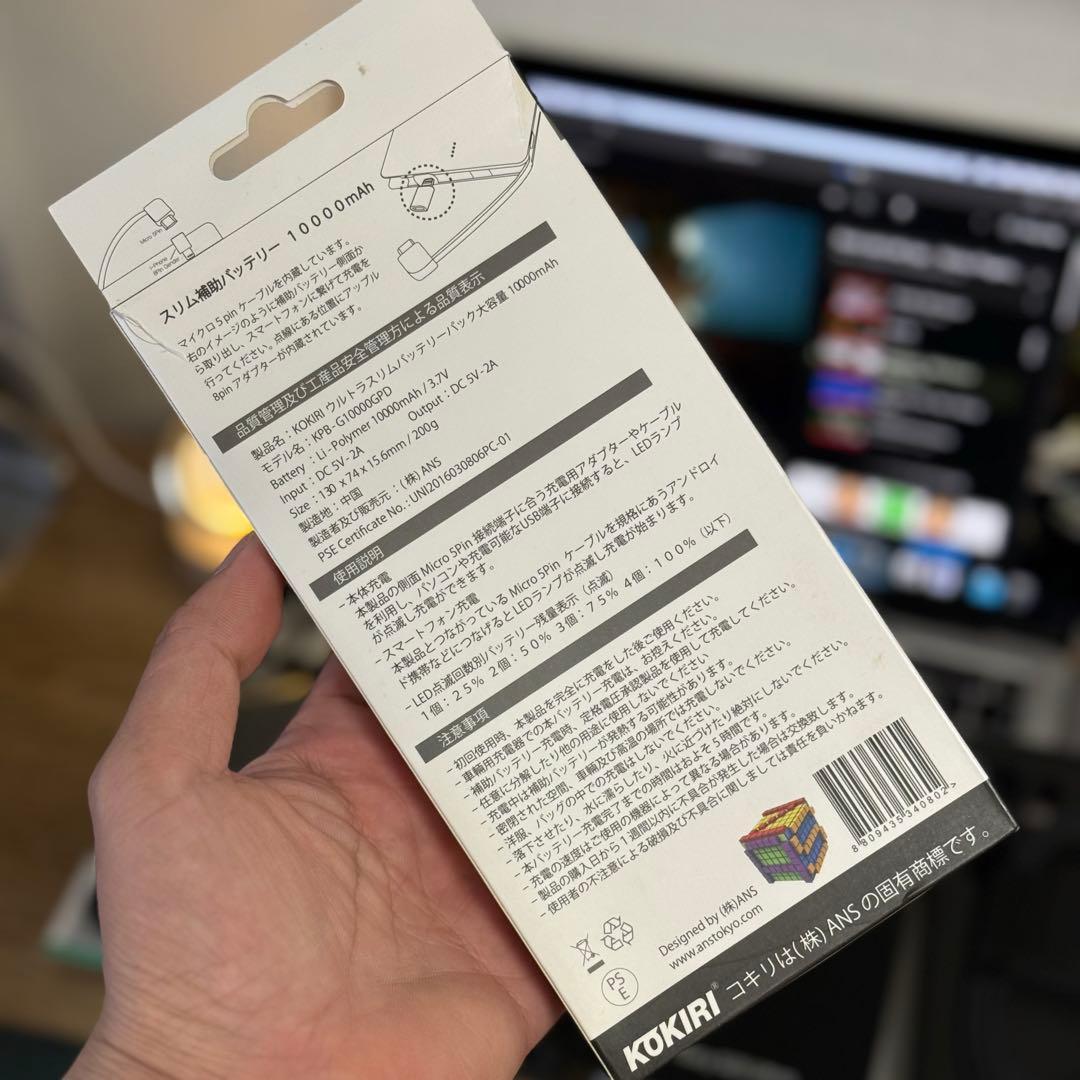 Micro 5Pin
i-Phone
8Pin Gender
スリム補助バッテリー 10000mAh
マイクロ 5 pin ケーブルを内蔵しています。
右のイメージのように補助バッテリー側面か
ら取り出し、スマートフォンに繋げて充電を
行ってください。点線にある位置にアップル
8pin アダプターが内蔵されています。
品質管理及び工産品安全管理方による品質表示
製品名 : KOKIRI ウルトラスリムバッテリーパック大容量 10000mAh
モデル名 : KPB-G10000GPD
Battery : Li-Polymer 10000mAh / 3.7V
Input : DC 5V-2A Output : DC 5V-2A
Size : 130 x 74 x 15.6mm / 200g
製造地 : 中国
製造者及び販売元 : (株) ANS
PSE Certificate No. : UNI2016030806PC-01
使用説明
- 本体充電
本製品の側面 Micro 5Pin 接続端子に合う充電用アダプターやケーブル
を利用し、パソコンや充電可能なUSB端子に接続すると、LEDランプ
が点滅し充電ができます。
- スマートフォン充電
本製品とつながっている Micro 5Pin ケーブルを規格にあうアンドロイ
ド携帯などにつなげるとLEDランプが点滅し充電が始まります。
- LED点滅回数別バッテリー残量表示 (点滅)
1個 : 25% 2個 : 50% 3個 : 75% 4個 : 100% (以下)
注意事項
- 初回使用時、本製品を完全に充電をした後ご使用ください。
- 車輌用充電器での本バッテリー充電は、お控えください。
- 補助バッテリー充電時、定格電圧承認製品を使用して充電してください。
- 任意に分解したり他の用途に使用しないでください
- 充電中は補助バッテリーが発熱する可能性があります。
- 密閉された空間、車輌及び高温の場所では充電しないでください。
- 洋服、バッグの中での充電はしないでください。
- 落下させたり、水に濡らしたり、火に近づけたり絶対にしないでください。
- 本バッテリー充電完了までの時間はおよそ5時間です。
- 充電の速度はご使用の機器によって異なる場合があります。
- 製品の購入日から1週間以内に不具合が発生した場合は交換致します。
- 使用者の不注意による破損及び不具合に関しましては責任を負いかねます。
8 809435 340802 >
Designed by (株)ANS
www.anstokyo.com
PS
E
KOKIRI® コキリは(株) ANS の固有商標です。